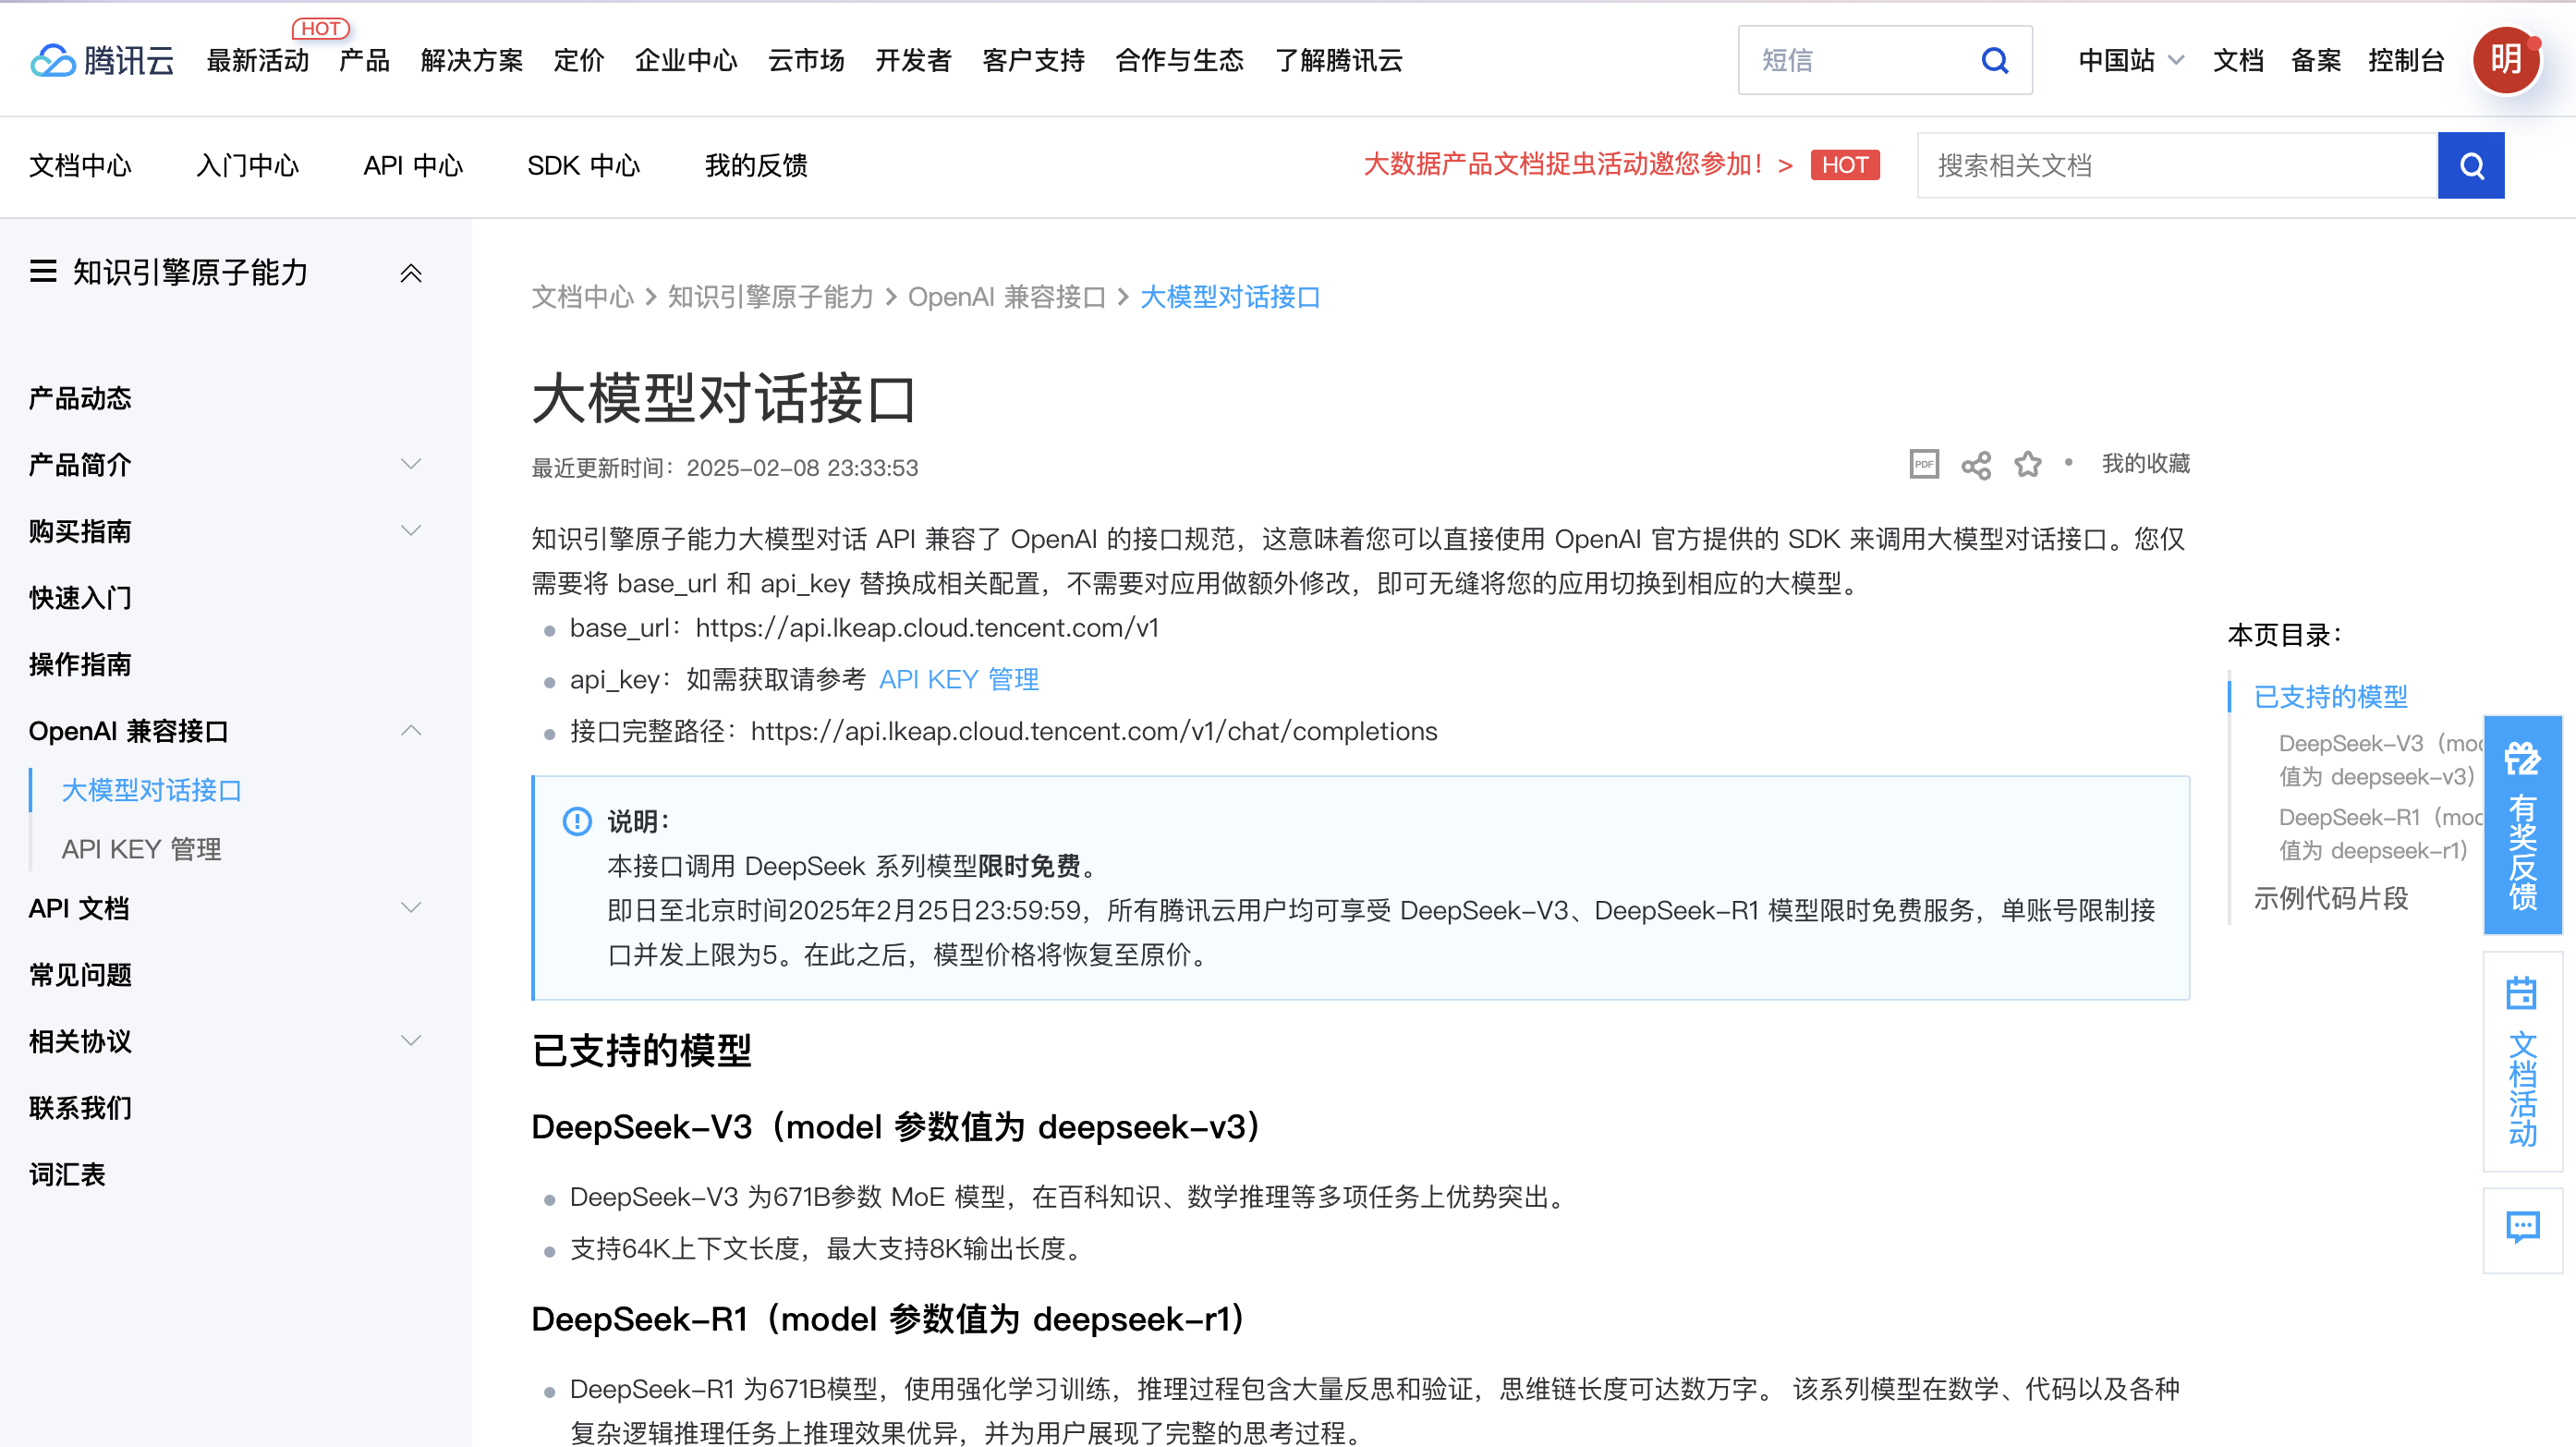 HOT
腾讯云 最新活动 产品 解决方案 定价 企业中心 云市场 开发者 客户支持 合作与生态 了解腾讯云 短信 中国站 文档 备案 控制台 明
文档中心 入门中心 API 中心 SDK 中心 我的反馈 大数据产品文档捉虫活动邀您参加！> HOT 搜索相关文档
知识引擎原子能力
产品动态
产品简介
购买指南
快速入门
操作指南
OpenAI 兼容接口
大模型对话接口
API KEY 管理
API 文档
常见问题
相关协议
联系我们
词汇表
文档中心 > 知识引擎原子能力 > OpenAI 兼容接口 > 大模型对话接口
大模型对话接口
最近更新时间：2025-02-08 23:33:53
PDF 我的收藏
知识引擎原子能力大模型对话 API 兼容了 OpenAI 的接口规范，这意味着您可以直接使用 OpenAI 官方提供的 SDK 来调用大模型对话接口。您仅
需要将 base_url 和 api_key 替换成相关配置，不需要对应用做额外修改，即可无缝将您的应用切换到相应的大模型。
base_url：https://api.lkeap.cloud.tencent.com/v1
api_key：如需获取请参考 API KEY 管理
接口完整路径：https://api.lkeap.cloud.tencent.com/v1/chat/completions
说明：
本接口调用 DeepSeek 系列模型限时免费。
即日至北京时间2025年2月25日23:59:59，所有腾讯云用户均可享受 DeepSeek-V3、DeepSeek-R1 模型限时免费服务，单账号限制接
口并发上限为5。在此之后，模型价格将恢复至原价。
已支持的模型
DeepSeek-V3（model 参数值为 deepseek-v3）
DeepSeek-V3 为671B参数 MoE 模型，在百科知识、数学推理等多项任务上优势突出。
支持64K上下文长度，最大支持8K输出长度。
DeepSeek-R1（model 参数值为 deepseek-r1）
DeepSeek-R1 为671B模型，使用强化学习训练，推理过程包含大量反思和验证，思维链长度可达数万字。 该系列模型在数学、代码以及各种
复杂逻辑推理任务上推理效果优异，并为用户展现了完整的思考过程。
本页目录：
已支持的模型
DeepSeek-V3（mo
值为 deepseek-v3）
DeepSeek-R1（mo
值为 deepseek-r1）
示例代码片段
有奖反馈
文档活动